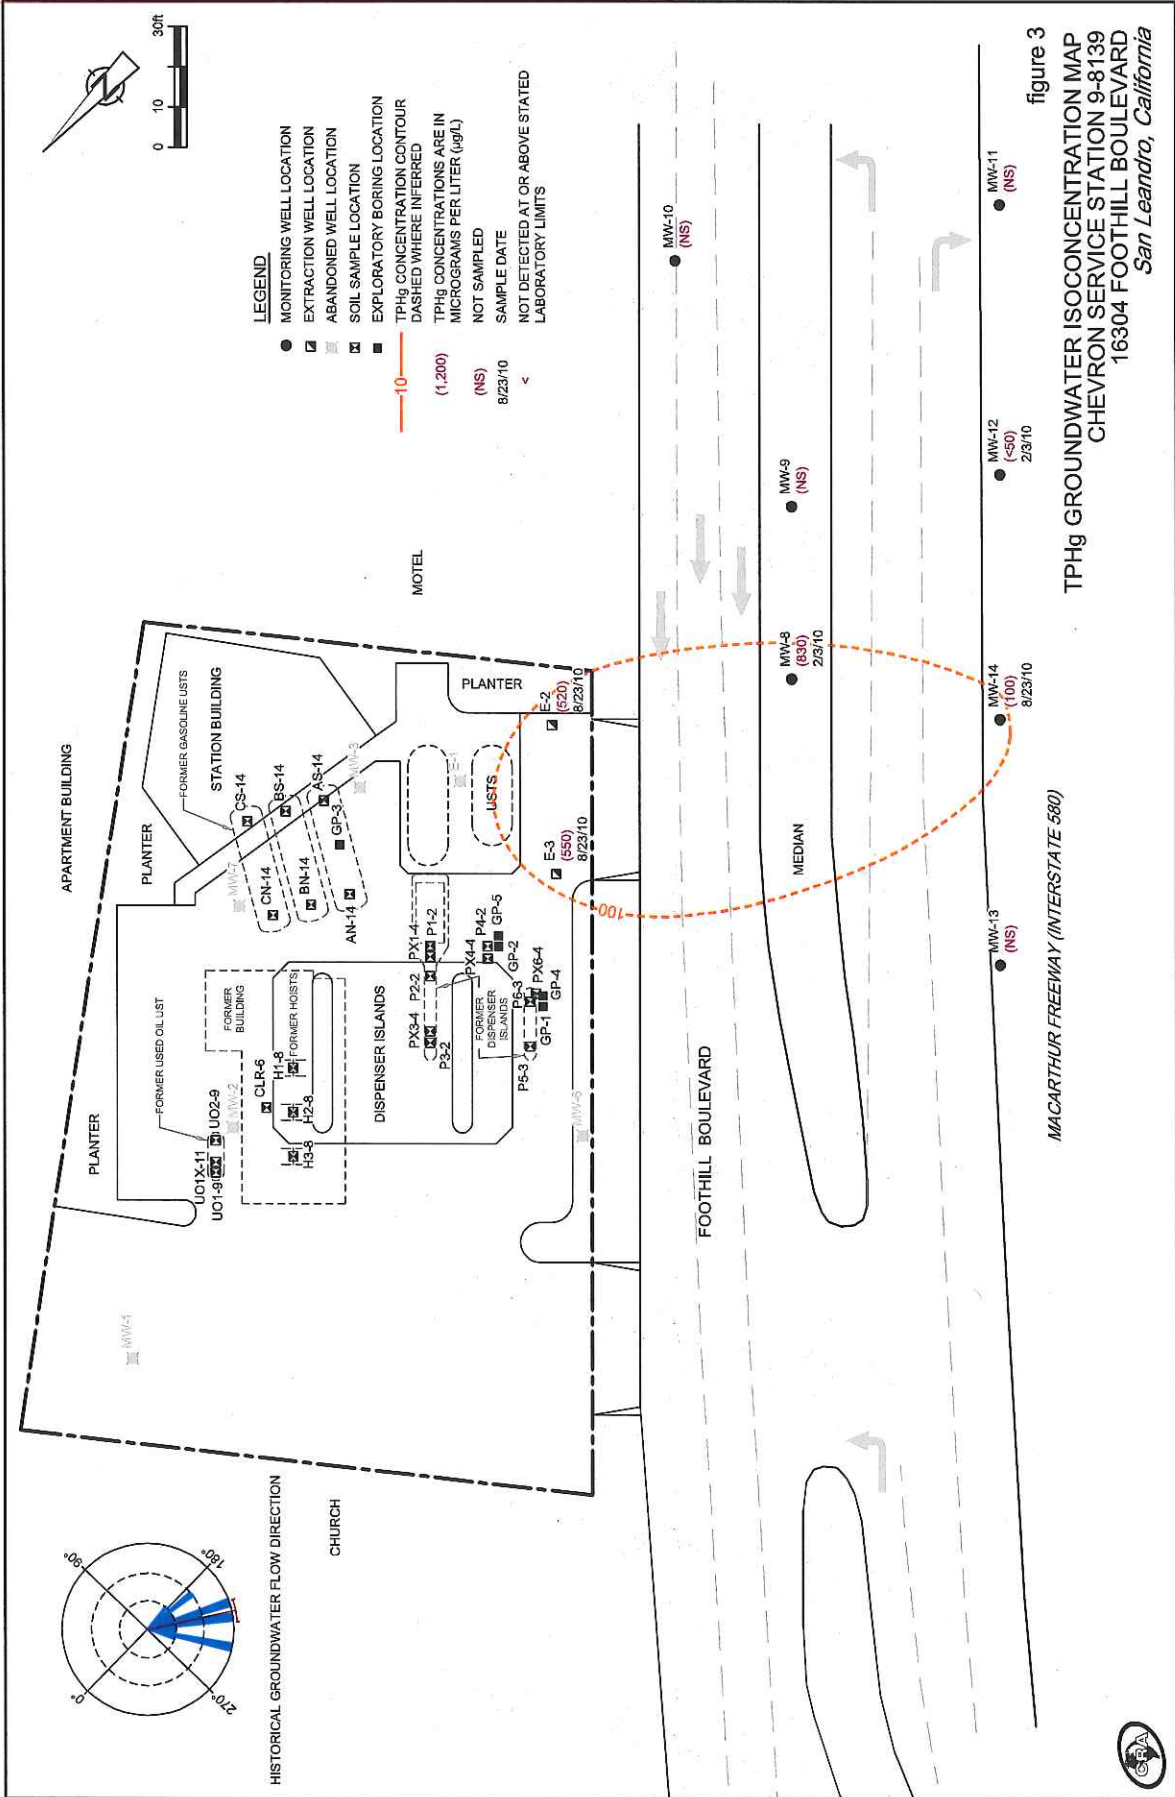 figure 3
TPHg GROUNDWATER ISOCONCENTRATION MAP
CHEVRON SERVICE STATION 9-8139
16304 FOOTHILL BOULEVARD
San Leandro, California
0 10 30ft
LEGEND
MONITORING WELL LOCATION
EXTRACTION WELL LOCATION
ABANDONED WELL LOCATION
SOIL SAMPLE LOCATION
EXPLORATORY BORING LOCATION
10 TPHg CONCENTRATION CONTOUR
DASHED WHERE INFERRED
(1,200) TPHg CONCENTRATIONS ARE IN
MICROGRAMS PER LITER (µg/L)
(NS) NOT SAMPLED
8/23/10 SAMPLE DATE
< NOT DETECTED AT OR ABOVE STATED
LABORATORY LIMITS
APARTMENT BUILDING
PLANTER
PLANTER
FORMER GASOLINE USTS
STATION BUILDING
CS-14
BS-14
AS-14
MW-3
GP-3
MW-7
CN-14
BN-14
AN-14
MOTEL
PLANTER
E-1
USTS
E-2
(520)
8/23/10
E-3
(550)
8/23/10
FORMER USED OIL UST
FORMER
BUILDING
FORMER HOISTS
UO1X-11
UO1-9
UO2-9
MW-2
CLR-6
H1-8
H2-8
H3-8
DISPENSER ISLANDS
PX1-4
P1-2
P2-2
PX3-4
P3-2
PX4-4
P4-2
GP-5
GP-2
FORMER
DISPENSER
ISLANDS
P6-3
PX6-4
GP-4
GP-1
P5-3
MW-6
MW-1
CHURCH
HISTORICAL GROUNDWATER FLOW DIRECTION
0°
90°
180°
270°
MW-10
(NS)
MW-9
(NS)
MW-8
(830)
2/3/10
MEDIAN
100
FOOTHILL BOULEVARD
MW-11
(NS)
MW-12
(<50)
2/3/10
MW-14
(100)
8/23/10
MW-13
(NS)
MACARTHUR FREEWAY (INTERSTATE 580)
CRA